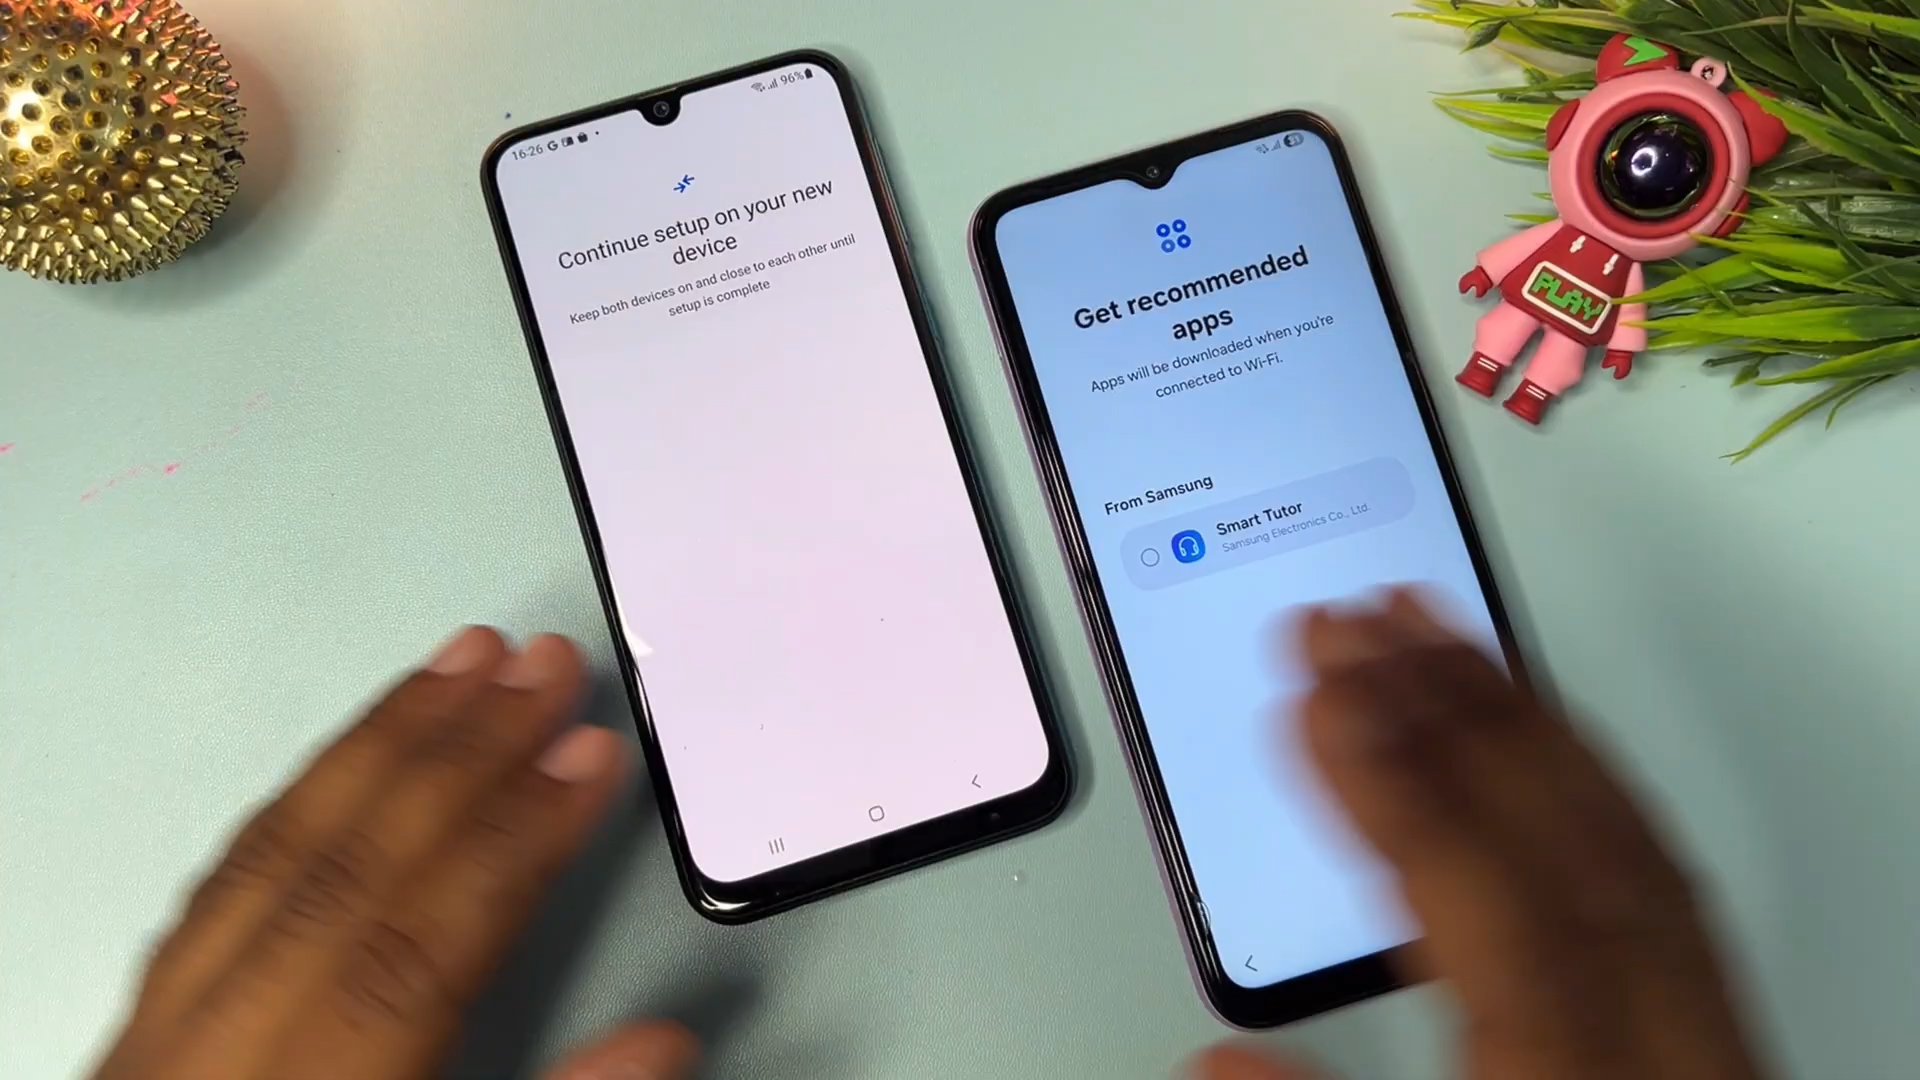 16:26 G
96%
Continue setup on your new
device
Keep both devices on and close to each other until
setup is complete
Get recommended
apps
Apps will be downloaded when you're
connected to Wi-Fi.
From Samsung
Smart Tutor
Samsung Electronics Co., Ltd.
PLAY